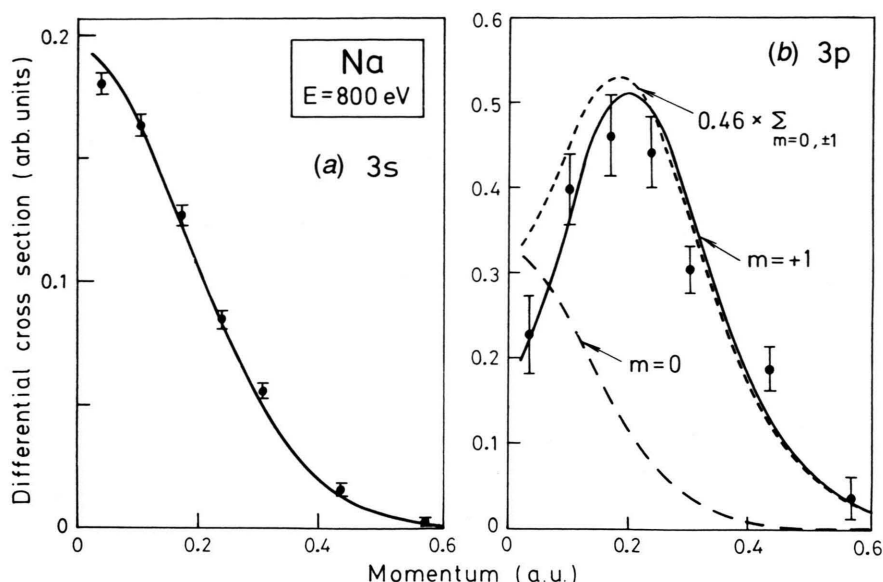 Differential cross section (arb. units)
0.2
0.1
0
Na
E=800 eV
(a) 3s
0
0.2
0.4
0.6
0.6
0.5
0.4
0.3
0.2
0.1
0.0
(b) 3p
0.46 × Σ
m=0, ±1
m=+1
m=0
0
0.2
0.4
0.6
Momentum (a.u.)